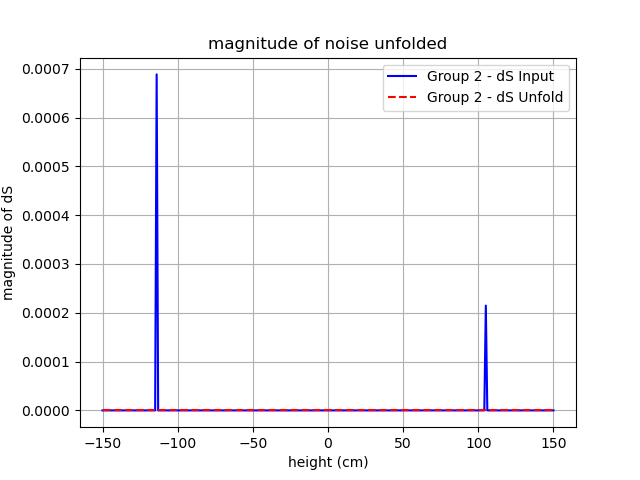 magnitude of noise unfolded
Group 2 - dS Input
Group 2 - dS Unfold
magnitude of dS
0.0007
0.0006
0.0005
0.0004
0.0003
0.0002
0.0001
0.0000
−150 −100 −50 0 50 100 150
height (cm)